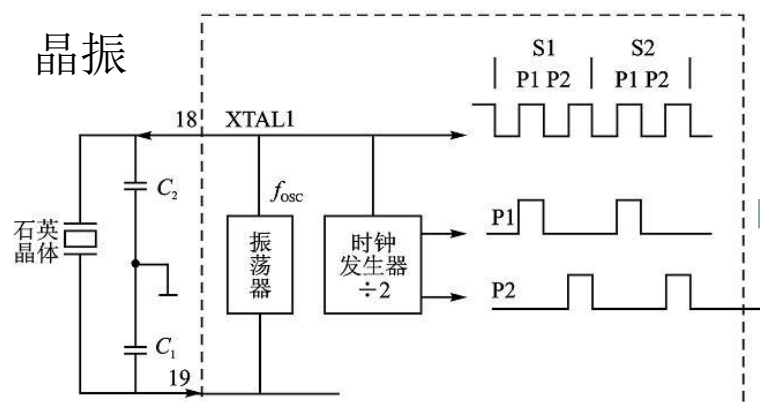 晶振
S1 S2
P1 P2 P1 P2
18 XTAL1
C2
fosc
石英
晶体
振
荡
器
时钟
发生器
÷2
P1
P2
C1
19